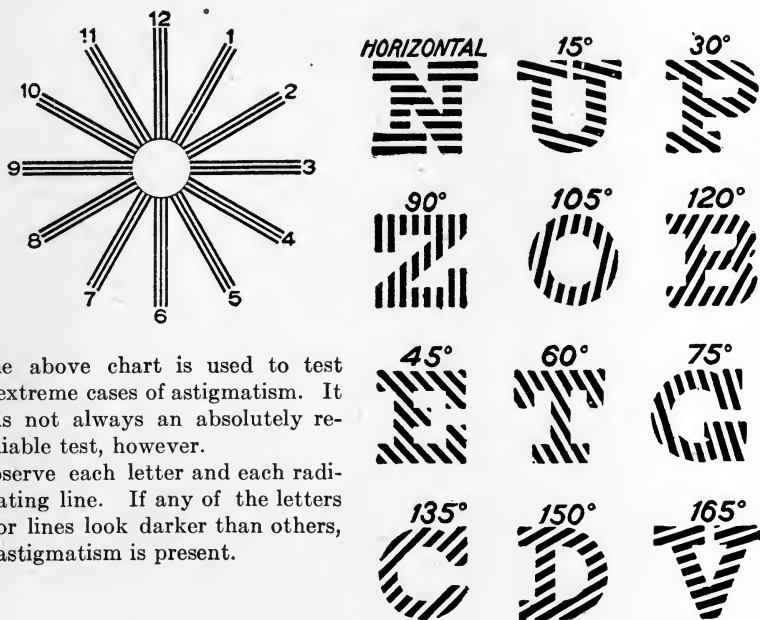 12
11 1
10 2
9 3
8 4
7 5
6
HORIZONTAL 15° 30°
N U P
90° 105° 120°
Z O B
45° 60° 75°
E T G
135° 150° 165°
C D V
above chart is used to test
extreme cases of astigmatism. It
is not always an absolutely re-
liable test, however.
each letter and each radi-
ating line. If any of the letters
or lines look darker than others,
astigmatism is present.